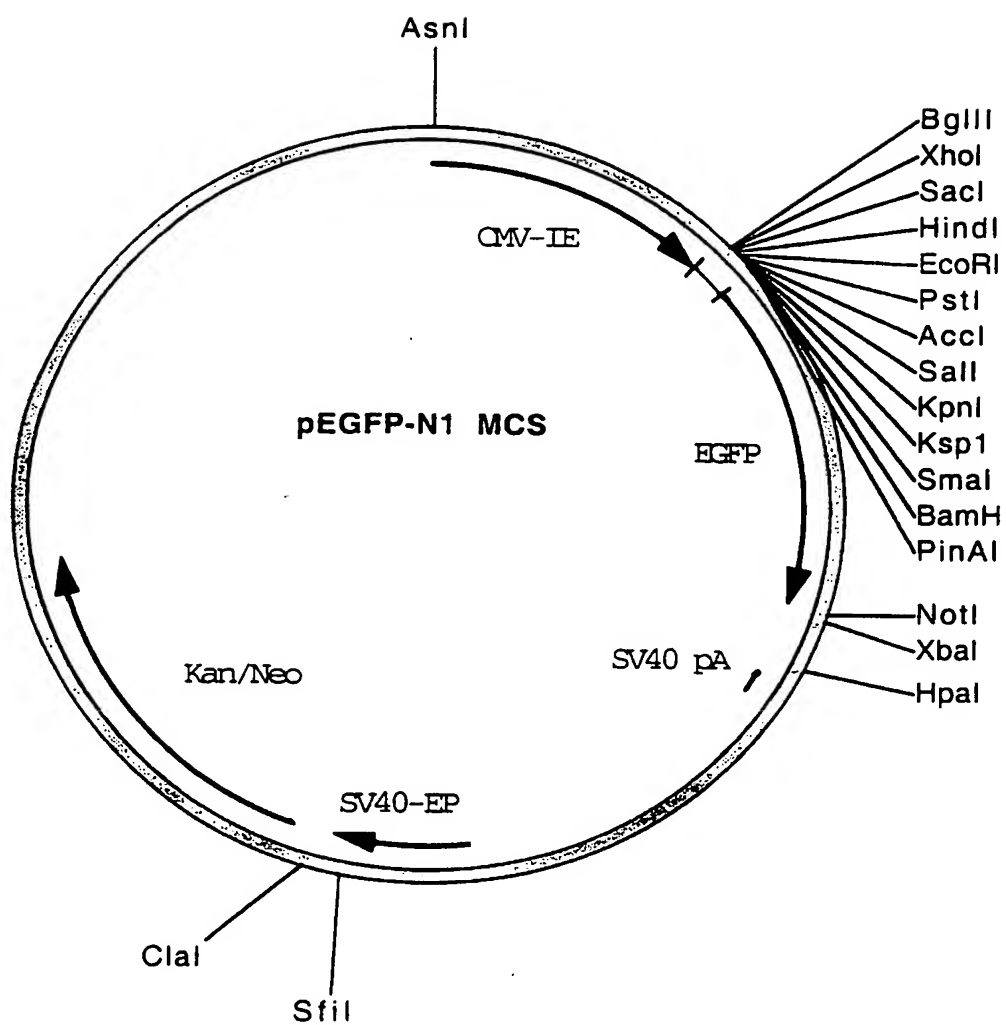 AsnI
BglII
XhoI
SacI
HindI
EcoRI
PstI
AccI
SalI
KpnI
Ksp1
SmaI
BamH
PinAI
CMV-IE
pEGFP-N1 MCS
EGFP
NotI
XbaI
HpaI
SV40 pA
Kan/Neo
SV40-EP
ClaI
SfiI